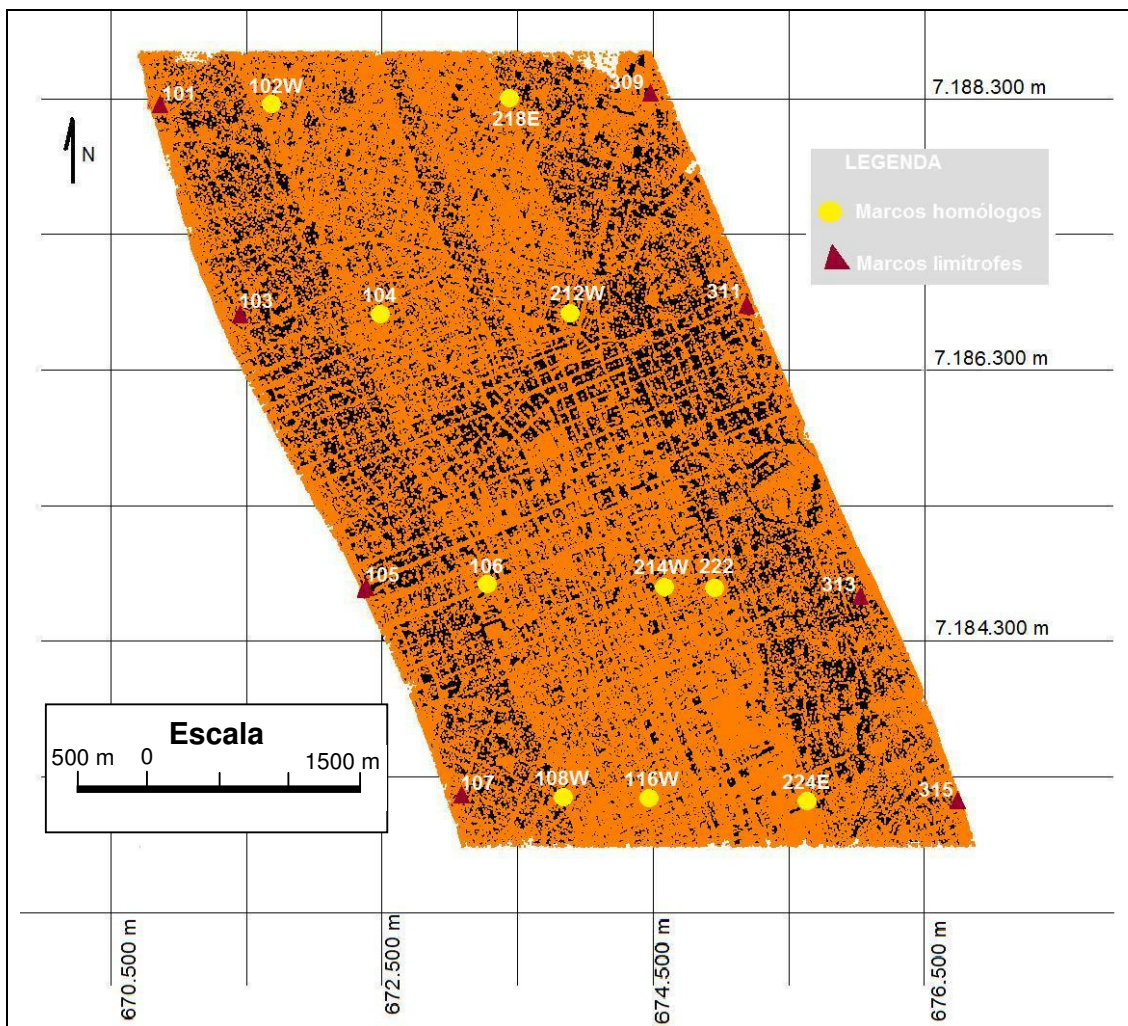 101
102W
218E
309
7.188.300 m
N
LEGENDA
Marcos homólogos
Marcos limítrofes
103
104
212W
311
7.186.300 m
105
106
214W
222
313
7.184.300 m
Escala
500 m
0
1500 m
107
108W
116W
224E
315
670.500 m
672.500 m
674.500 m
676.500 m